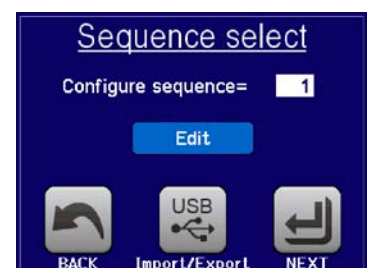 Sequence select
Configure sequence= 1
Edit
USB
BACK Import/Export NEXT